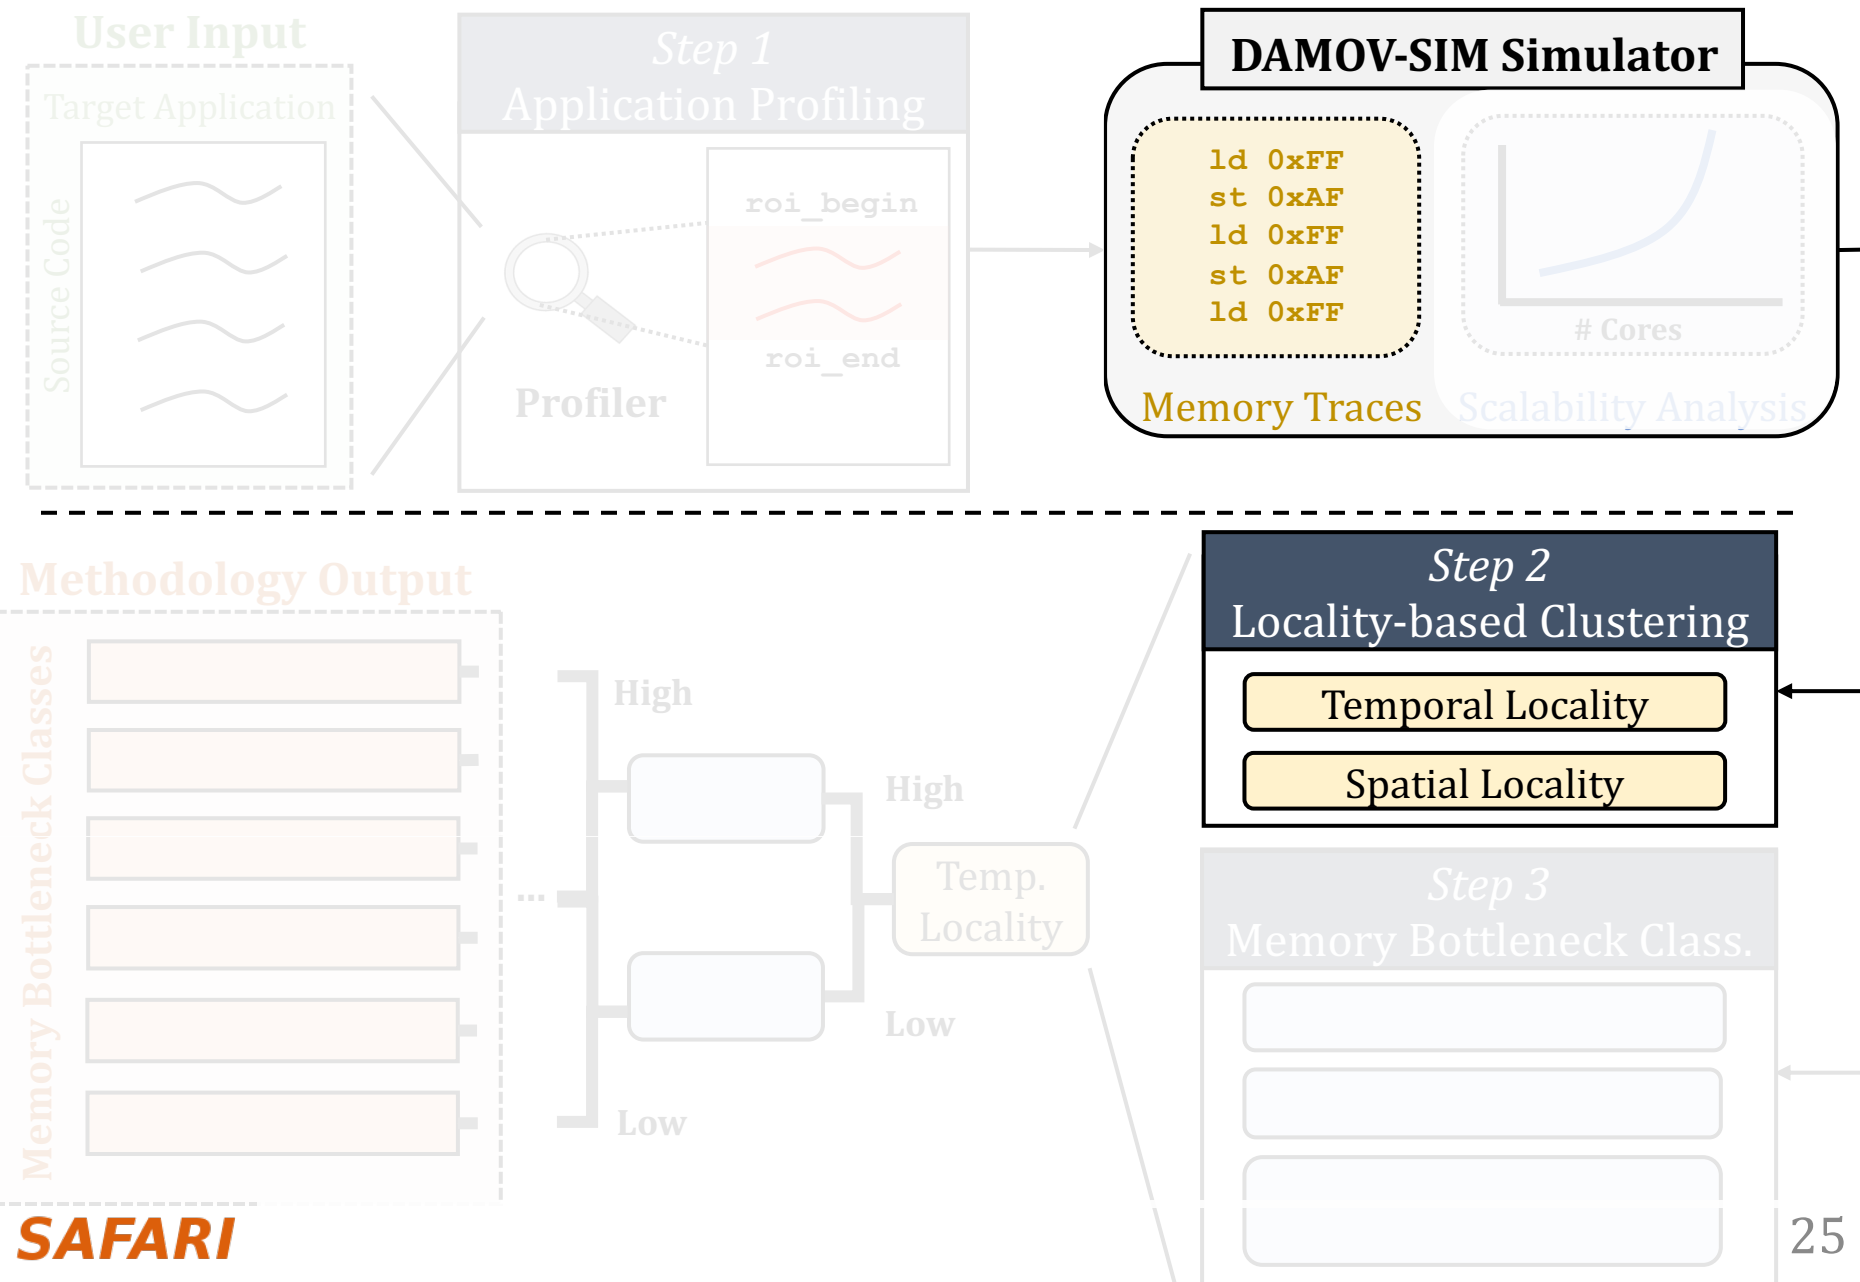 User Input
Target Application
Source Code
Step 1
Application Profiling
roi_begin
roi_end
Profiler
DAMOV-SIM Simulator
ld 0xFF
st 0xAF
ld 0xFF
st 0xAF
ld 0xFF
Memory Traces
# Cores
Scalability Analysis
Step 2
Locality-based Clustering
Temporal Locality
Spatial Locality
Methodology Output
Memory Bottleneck Classes
...
High
Low
High
Low
Temp.
Locality
Step 3
Memory Bottleneck Class.
SAFARI
25